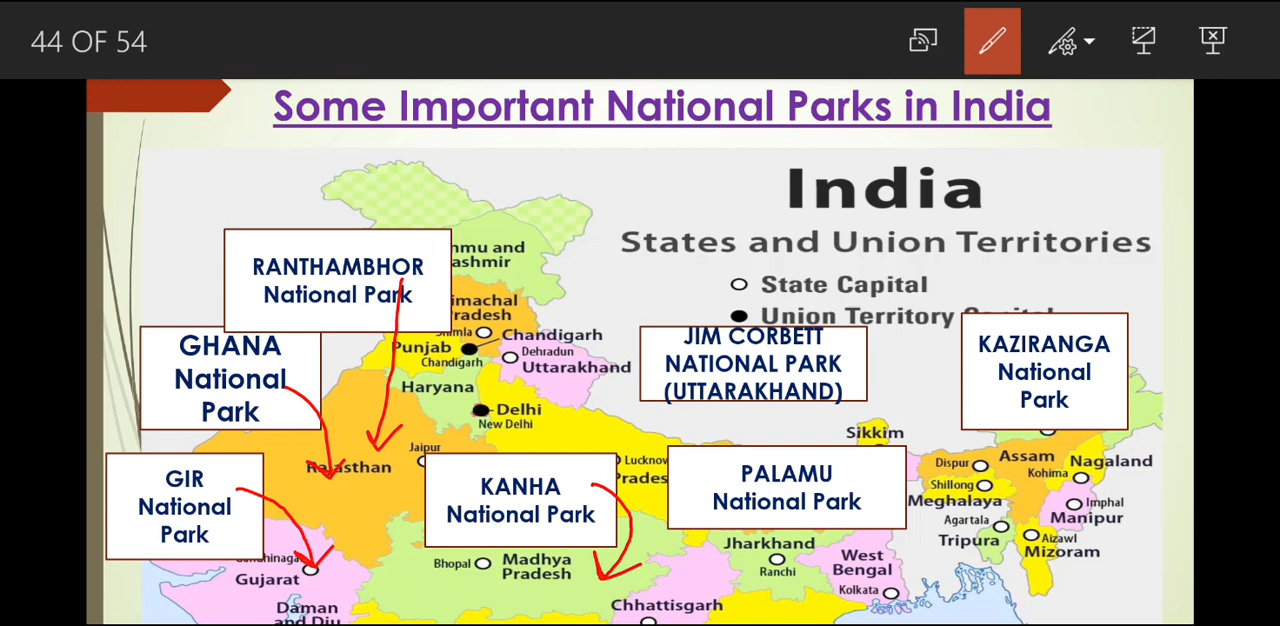 44 OF 54
Some Important National Parks in India
India
States and Union Territories
State Capital
Union Territory
RANTHAMBHOR
National Park
GHANA
National
Park
GIR
National
Park
KANHA
National Park
JIM CORBETT
NATIONAL PARK
(UTTARAKHAND)
PALAMU
National Park
KAZIRANGA
National
Park
mmu and
ashmir
imachal
radesh
mla
Chandigarh
Punjab
Chandigarh
Dehradun
Uttarakhand
Haryana
Delhi
New Delhi
Jaipur
Rajasthan
Lucknov
Prades
Sikkim
Dispur
Assam
Nagaland
Kohima
Shillong
Meghalaya
Imphal
Manipur
Agartala
Tripura
Aizawl
Mizoram
Gujarat
Bhopal
Madhya
Pradesh
Jharkhand
Ranchi
West
Bengal
Kolkata
Chhattisgarh
Daman
and Diu